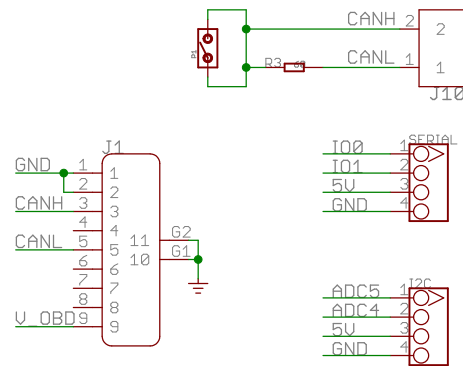 CANH 2 2
P1
R3 60 CANL 1 1
J10
J1
GND 1 1
2 2
CANH 3 3
4 4
CANL 5 5
6 6
7 7
8 8
V_OBD 9 9
11 G2
10 G1
SERIAL
IO0 1
IO1 2
5V 3
GND 4
I2C
ADC5 1
ADC4 2
5V 3
GND 4